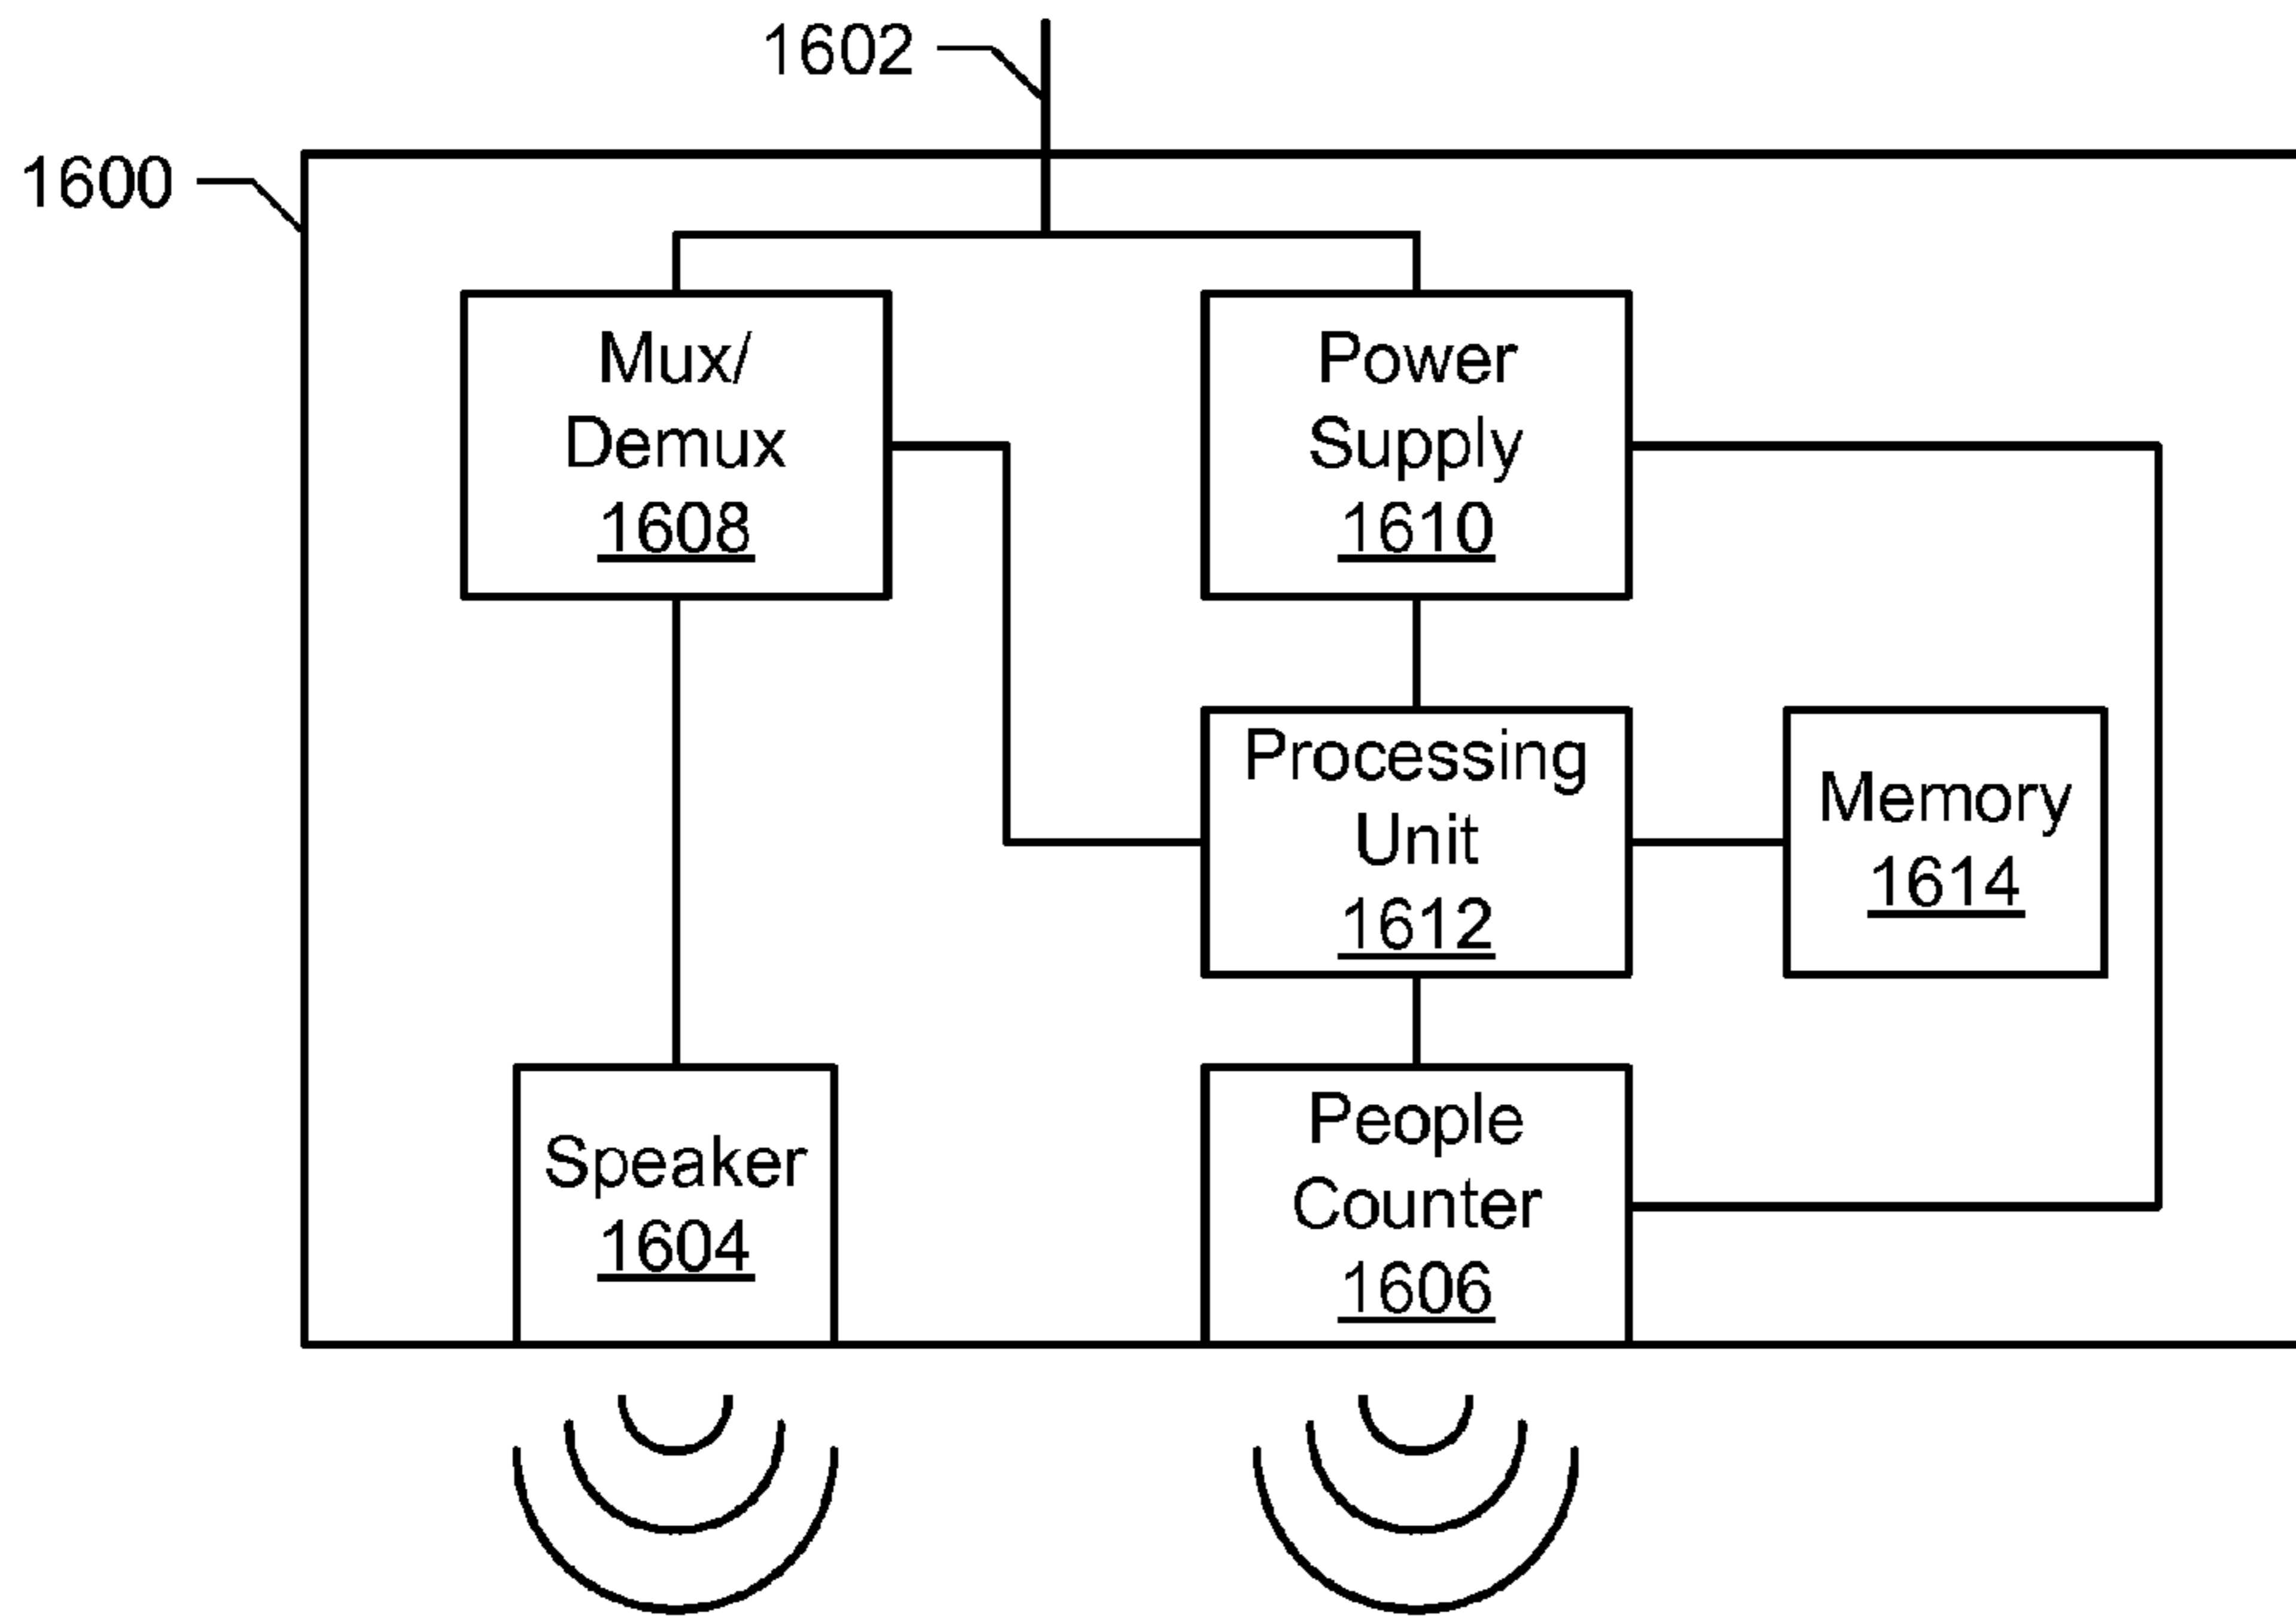 1602
1600
Mux/
Demux
1608
Power
Supply
1610
Processing
Unit
1612
Memory
1614
Speaker
1604
People
Counter
1606